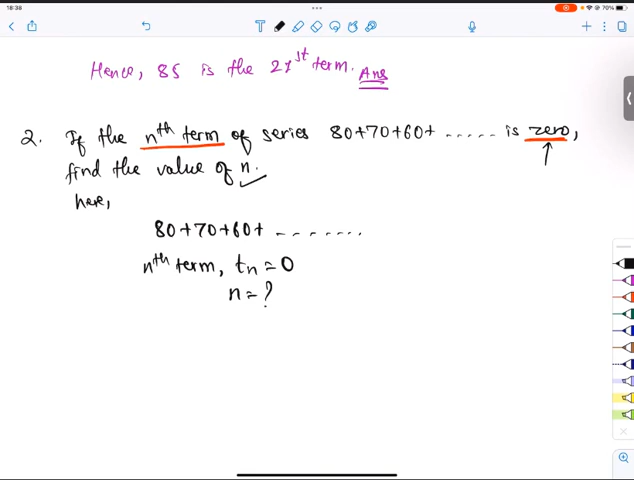 18:38
70%
Hence, 85 is the 21st term. Ans
2. If the nth term of series 80+70+60+ ..... is zero,
find the value of n.
here,
80+70+60+ ........
nth term, tn = 0
n = ?